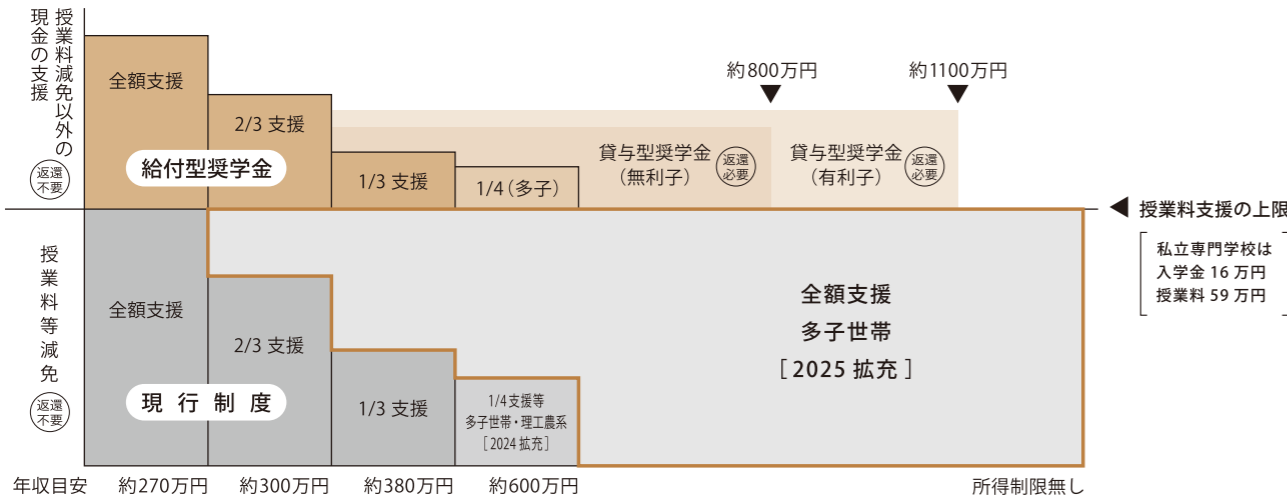 授業料減免以外の
現金の支援
返還
不要
全額支援
2/3 支援
1/3 支援
1/4（多子）
給付型奨学金
約800万円
約1100万円
貸与型奨学金
（無利子）
返還
必要
貸与型奨学金
（有利子）
返還
必要
授業料支援の上限
私立専門学校は
入学金 16 万円
授業料 59 万円
授業料等減免
返還
不要
全額支援
2/3 支援
1/3 支援
1/4支援等
多子世帯・理工農系
［2024 拡充］
現行制度
全額支援
多子世帯
［2025 拡充］
年収目安
約270万円
約300万円
約380万円
約600万円
所得制限無し